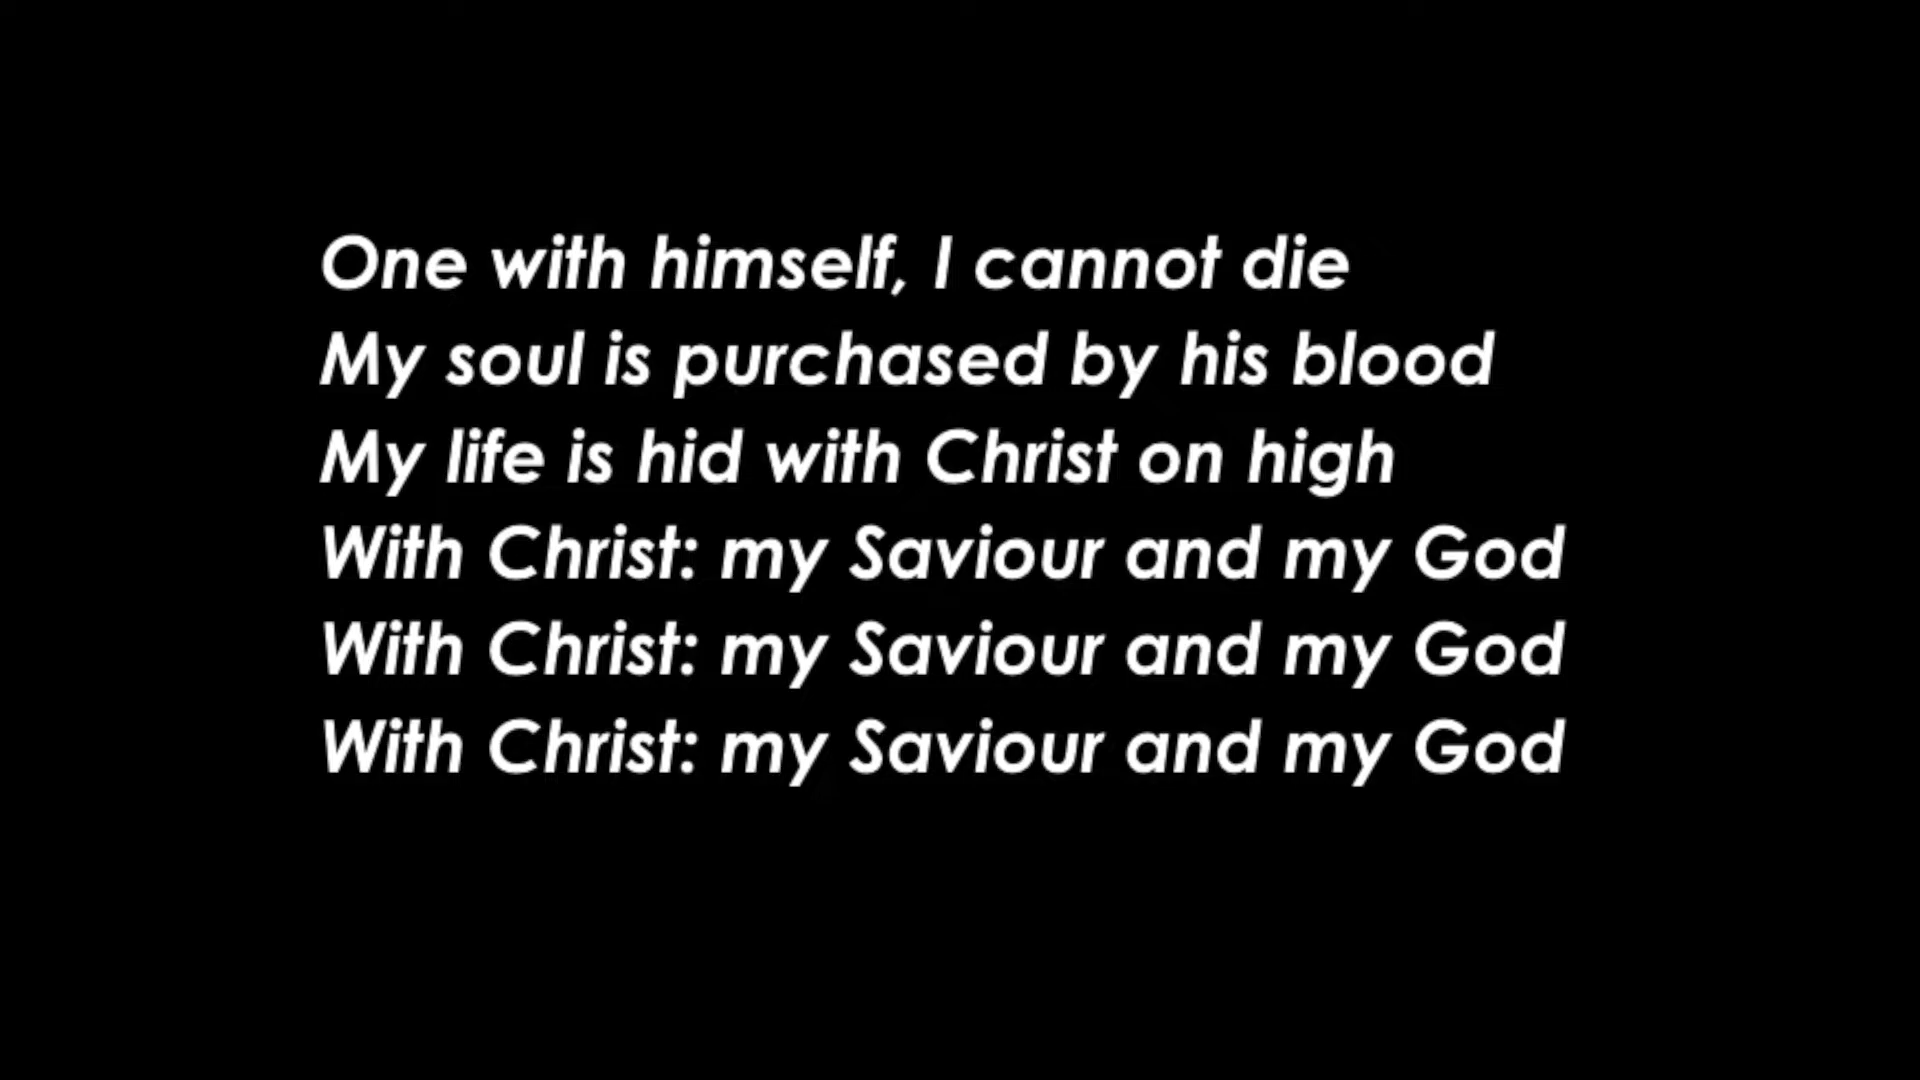 One with himself, I cannot die
My soul is purchased by his blood
My life is hid with Christ on high
With Christ: my Saviour and my God
With Christ: my Saviour and my God
With Christ: my Saviour and my God